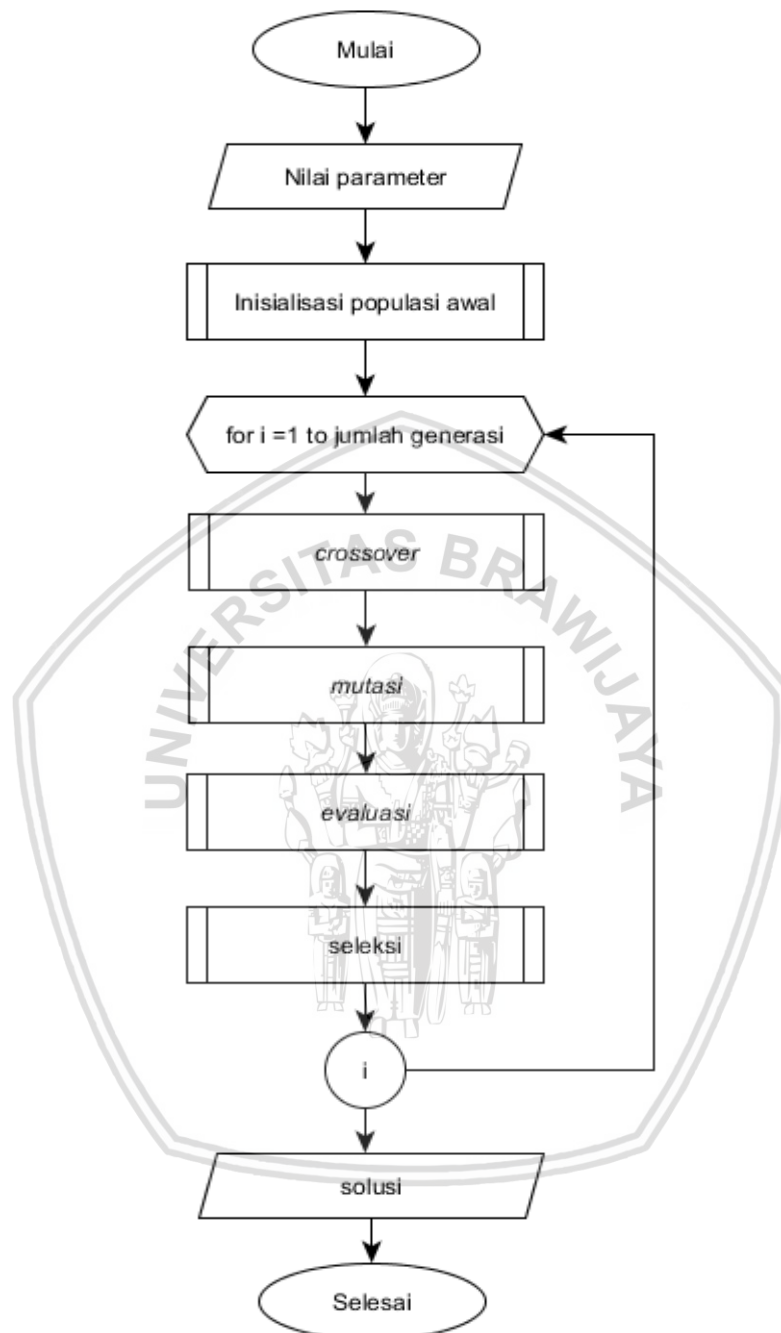 Mulai
Nilai parameter
Inisialisasi populasi awal
for i =1 to jumlah generasi
crossover
UNIVERSITAS BRAWIJAYA
mutasi
evaluasi
seleksi
i
solusi
Selesai